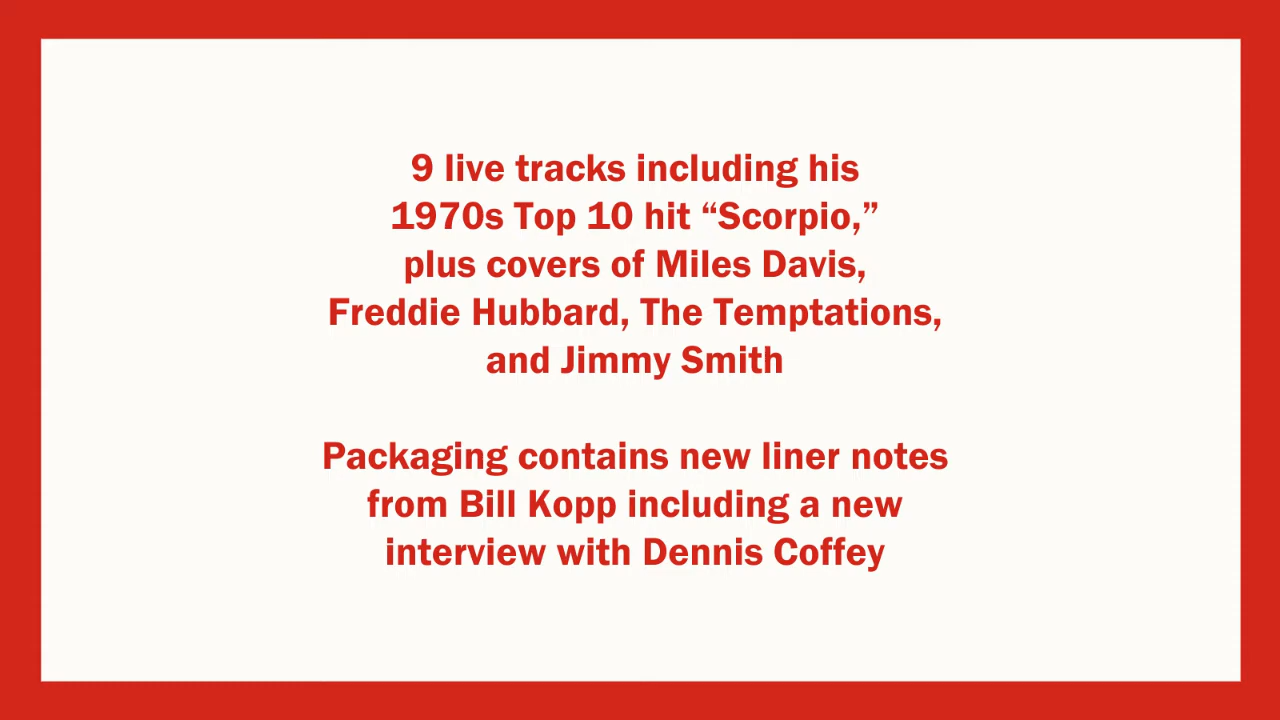 9 live tracks including his
1970s Top 10 hit “Scorpio,”
plus covers of Miles Davis,
Freddie Hubbard, The Temptations,
and Jimmy Smith
Packaging contains new liner notes
from Bill Kopp including a new
interview with Dennis Coffey